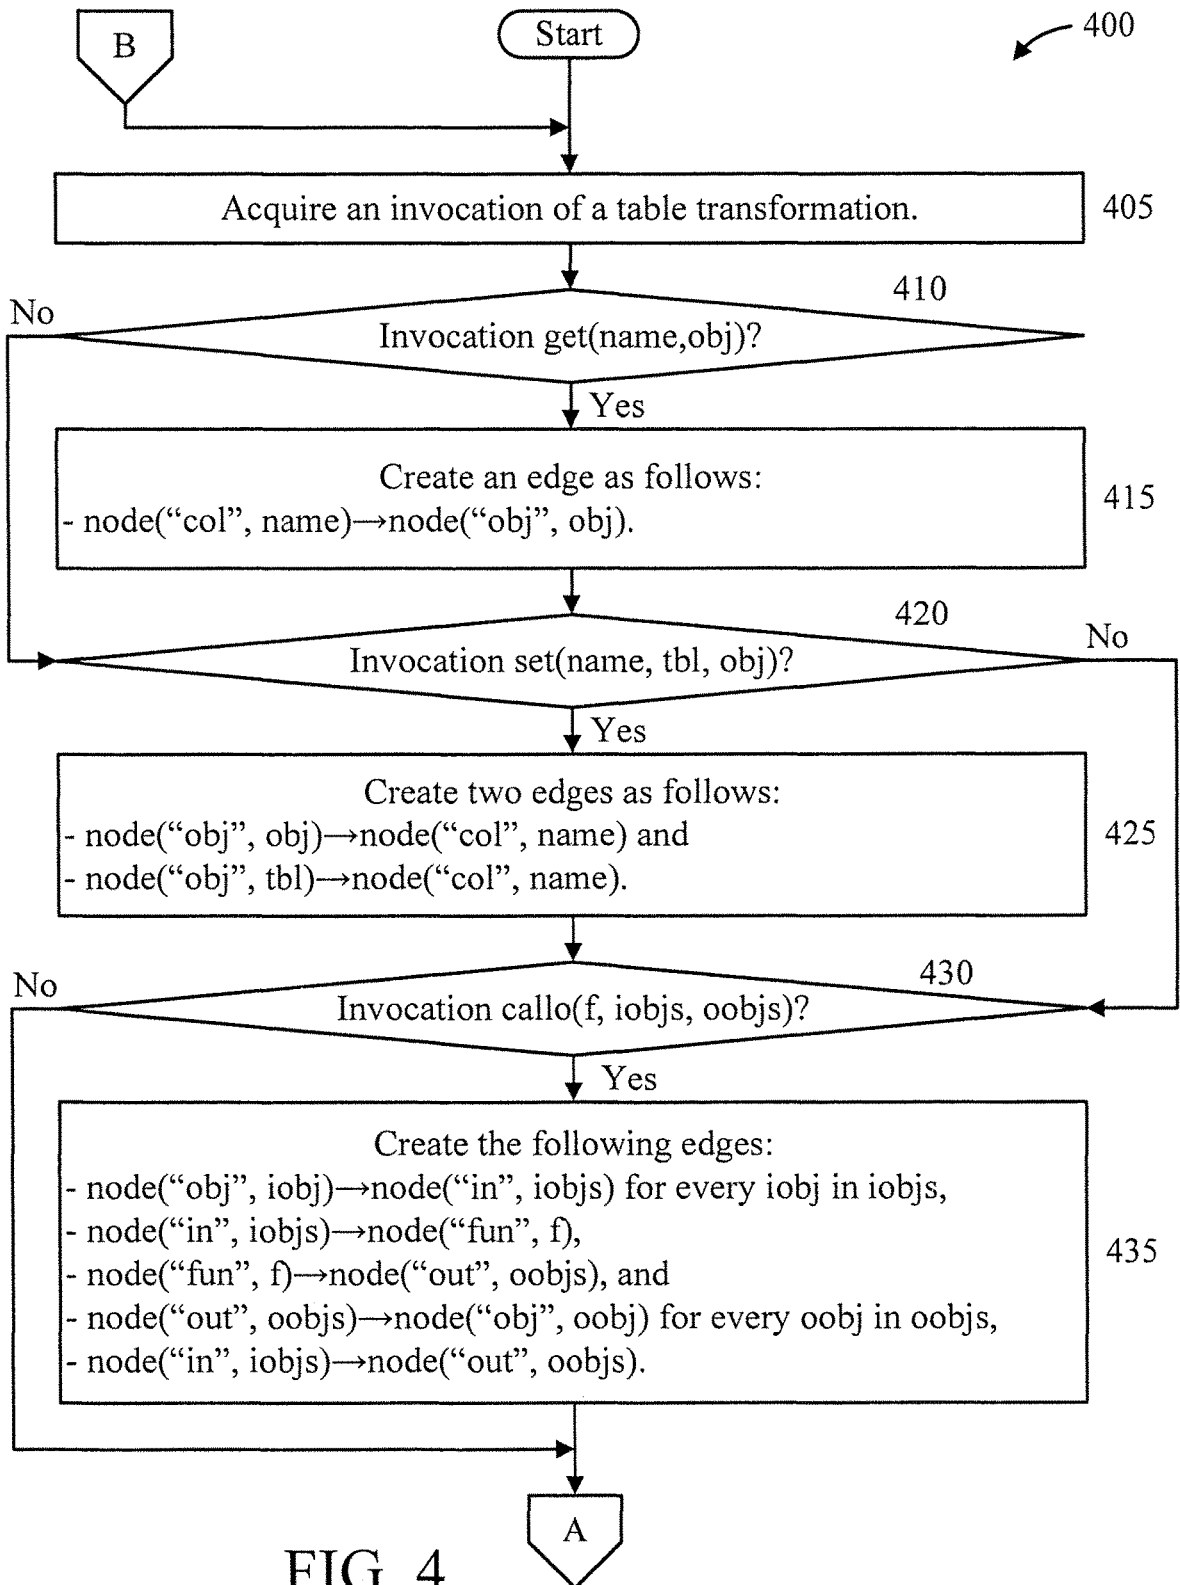 B
Start
400
Acquire an invocation of a table transformation.
405
410
No
Invocation get(name,obj)?
Yes
Create an edge as follows:
- node(“col”, name)→node(“obj”, obj).
415
420
No
Invocation set(name, tbl, obj)?
Yes
Create two edges as follows:
- node(“obj”, obj)→node(“col”, name) and
- node(“obj”, tbl)→node(“col”, name).
425
430
No
Invocation callo(f, iobjs, oobjs)?
Yes
Create the following edges:
- node(“obj”, iobj)→node(“in”, iobjs) for every iobj in iobjs,
- node(“in”, iobjs)→node(“fun”, f),
- node(“fun”, f)→node(“out”, oobjs), and
- node(“out”, oobjs)→node(“obj”, oobj) for every oobj in oobjs,
- node(“in”, iobjs)→node(“out”, oobjs).
435
A
FIG. 4